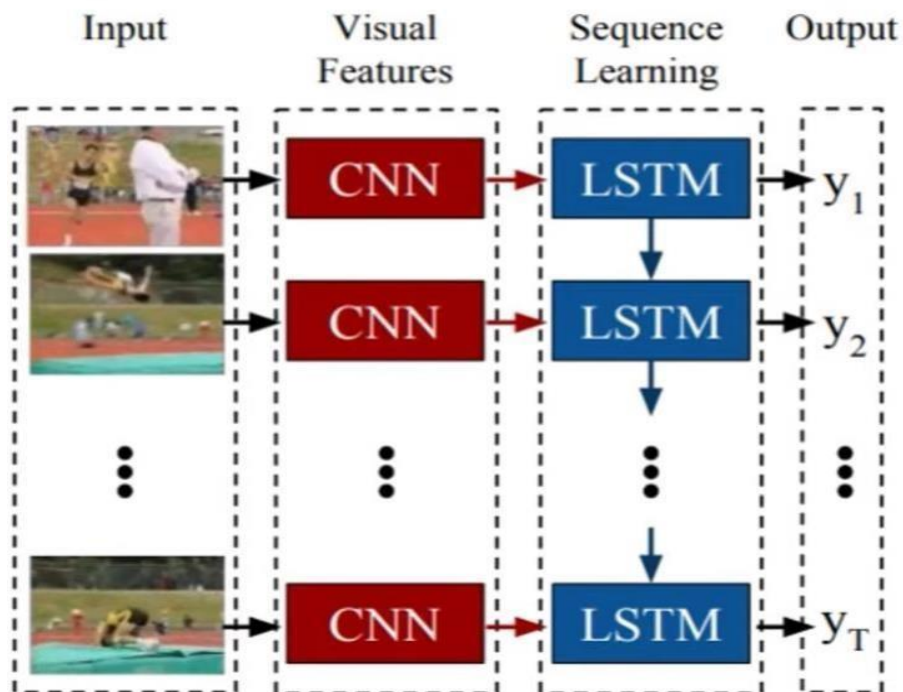 Input
Visual
Features
Sequence
Learning
Output
CNN
LSTM
y1
CNN
LSTM
y2
CNN
LSTM
yT